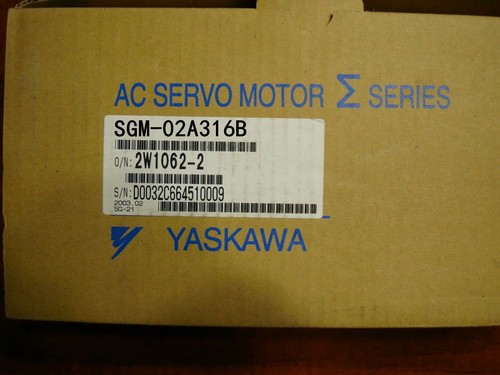 AC SERVO MOTOR Σ SERIES
SGM-02A316B
O/N: 2W1062-2
S/N: D0032C664510009
2003.02
SG-21
YASKAWA